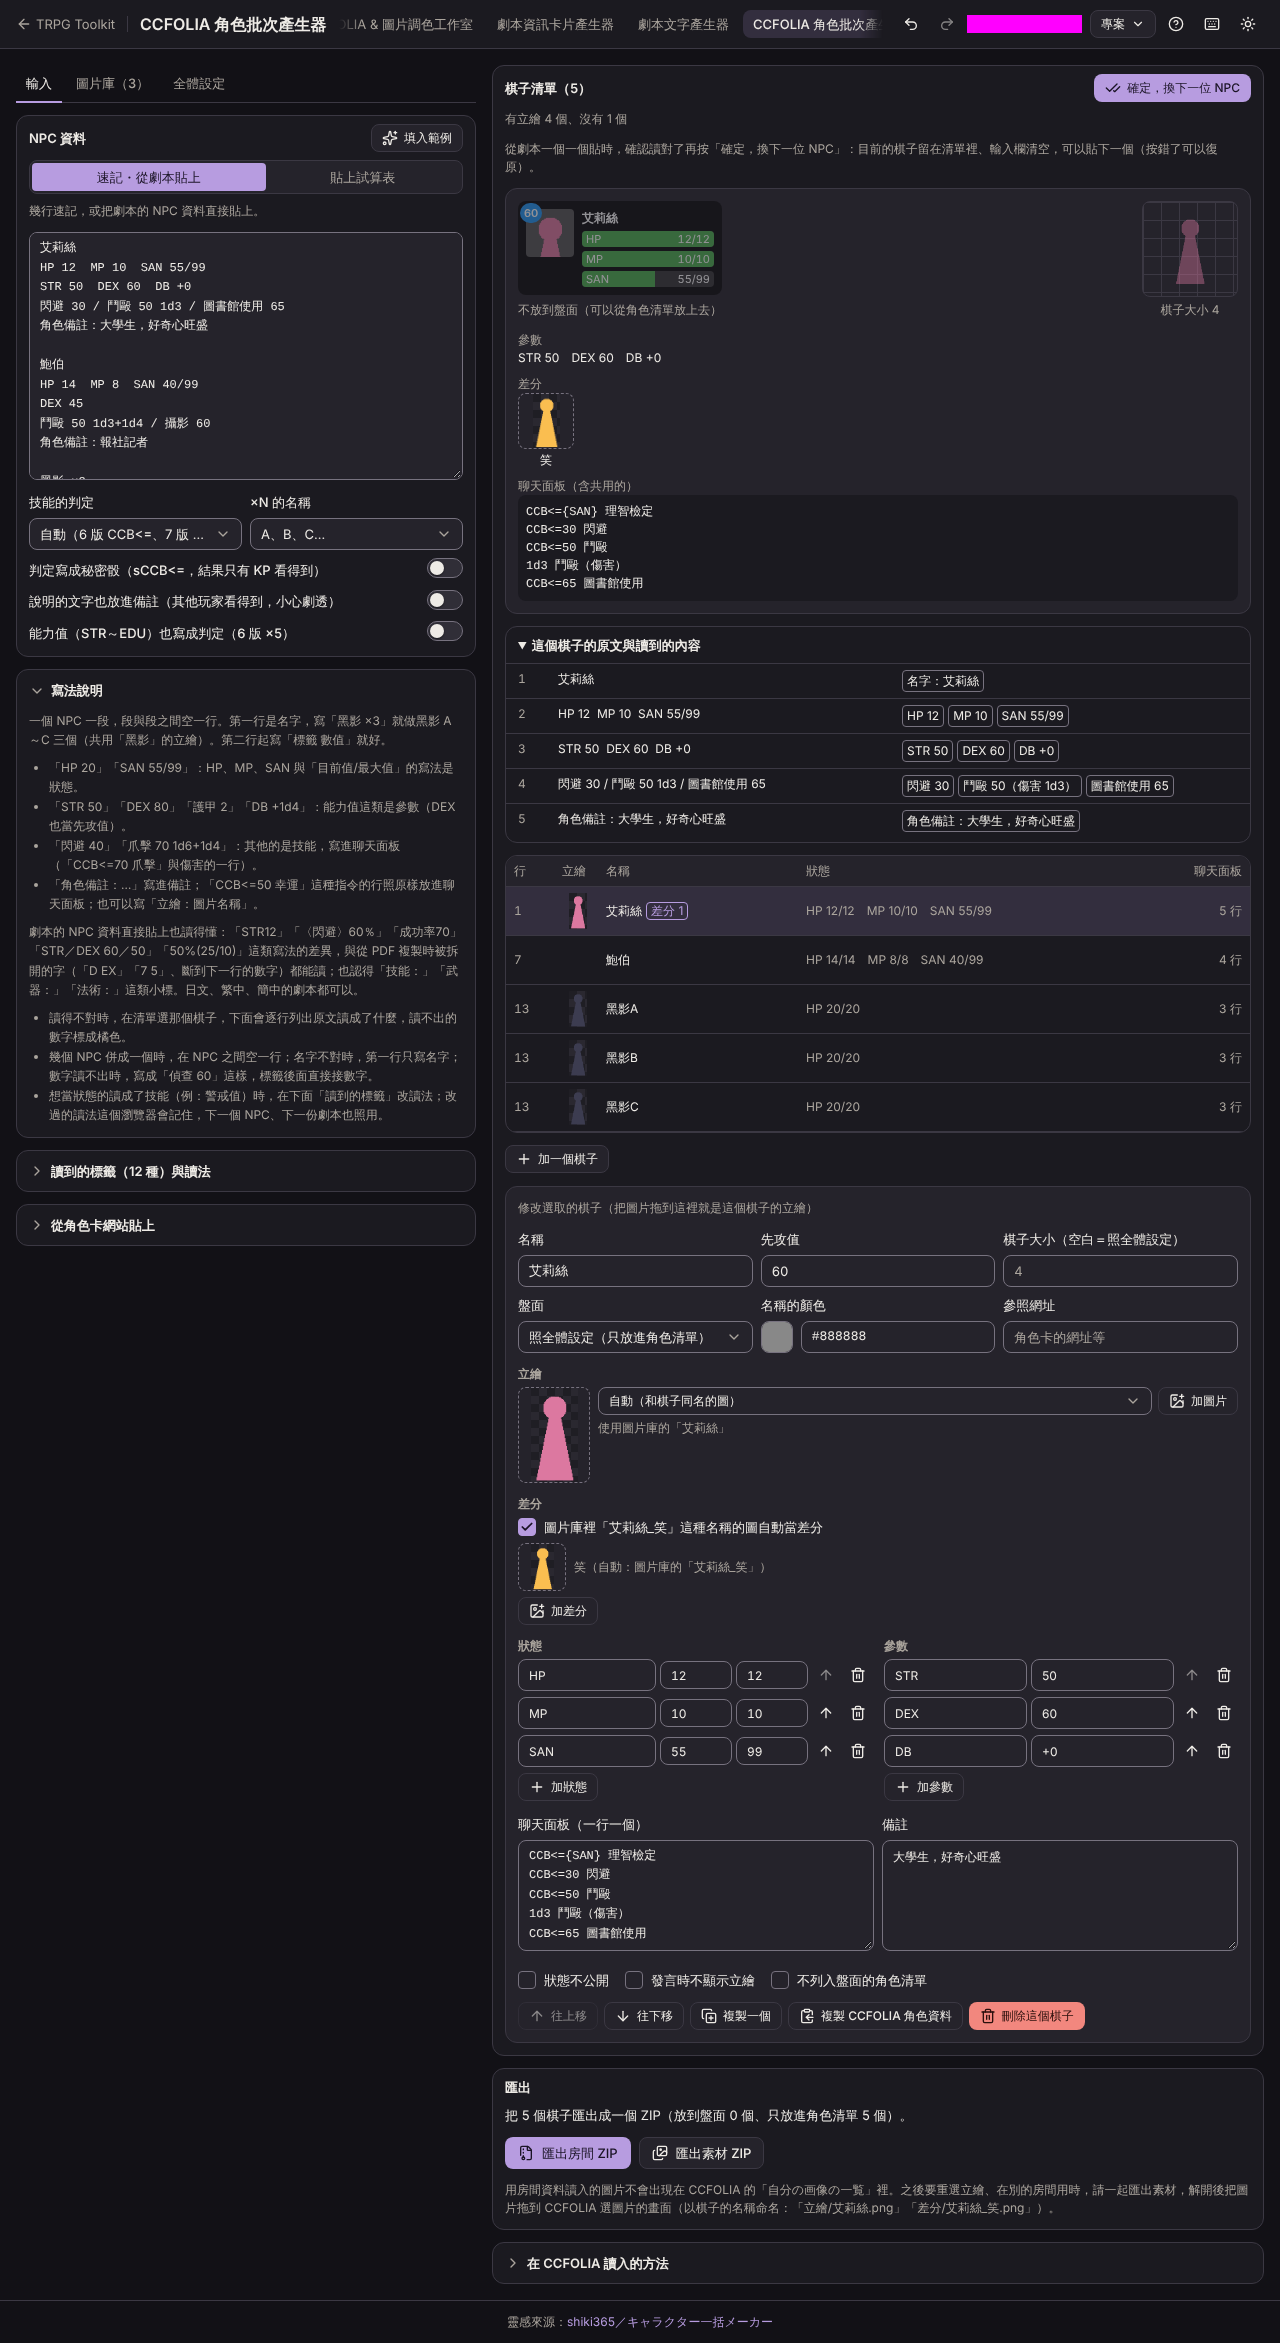 TRPG Toolkit
CCFOLIA 角色批次產生器
LIA & 圖片調色工作室
劇本資訊卡片產生器
劇本文字產生器
CCFOLIA 角色批次產
專案
輸入
圖片庫（3）
全體設定
NPC 資料
填入範例
速記・從劇本貼上
貼上試算表
幾行速記，或把劇本的 NPC 資料直接貼上。
艾莉絲
HP 12  MP 10  SAN 55/99
STR 50  DEX 60  DB +0
閃避 30 / 鬥毆 50 1d3 / 圖書館使用 65
角色備註：大學生，好奇心旺盛
鮑伯
HP 14  MP 8  SAN 40/99
DEX 45
鬥毆 50 1d3+1d4 / 攝影 60
角色備註：報社記者
技能的判定
×N 的名稱
自動（6 版 CCB<=、7 版 ...
A、B、C...
判定寫成秘密骰（sCCB<=，結果只有 KP 看得到）
說明的文字也放進備註（其他玩家看得到，小心劇透）
能力值（STR～EDU）也寫成判定（6 版 ×5）
寫法說明
一個 NPC 一段，段與段之間空一行。第一行是名字，寫「黑影 ×3」就做黑影 A
～C 三個（共用「黑影」的立繪）。第二行起寫「標籤 數值」就好。
• 「HP 20」「SAN 55/99」：HP、MP、SAN 與「目前值/最大值」的寫法是
狀態。
• 「STR 50」「DEX 80」「護甲 2」「DB +1d4」：能力值這類是參數（DEX
也當先攻值）。
• 「閃避 40」「爪擊 70 1d6+1d4」：其他的是技能，寫進聊天面板
（「CCB<=70 爪擊」與傷害的一行）。
• 「角色備註：...」寫進備註；「CCB<=50 幸運」這種指令的行照原樣放進聊
天面板；也可以寫「立繪：圖片名稱」。
劇本的 NPC 資料直接貼上也讀得懂：「STR12」「〈閃避〉60％」「成功率70」
「STR／DEX 60／50」「50%(25/10)」這類寫法的差異，與從 PDF 複製時被拆
開的字（「D EX」「7 5」、斷到下一行的數字）都能讀；也認得「技能：」「武
器：」「法術：」這類小標。日文、繁中、簡中的劇本都可以。
• 讀得不對時，在清單選那個棋子，下面會逐行列出原文讀成了什麼，讀不出的
數字標成橘色。
• 幾個 NPC 併成一個時，在 NPC 之間空一行；名字不對時，第一行只寫名字；
數字讀不出時，寫成「偵查 60」這樣，標籤後面直接接數字。
• 想當狀態的讀成了技能（例：警戒值）時，在下面「讀到的標籤」改讀法；改
過的讀法這個瀏覽器會記住，下一個 NPC、下一份劇本也照用。
讀到的標籤（12 種）與讀法
從角色卡網站貼上
棋子清單（5）
確定，換下一位 NPC
有立繪 4 個、沒有 1 個
從劇本一個一個貼時，確認讀對了再按「確定，換下一位 NPC」：目前的棋子留在清單裡、輸入欄清空，可以貼下一個（按錯了可以復
原）。
60
艾莉絲
HP 12/12
MP 10/10
SAN 55/99
不放到盤面（可以從角色清單放上去）
棋子大小 4
參數
STR 50 DEX 60 DB +0
差分
笑
聊天面板（含共用的）
CCB<={SAN} 理智檢定
CCB<=30 閃避
CCB<=50 鬥毆
1d3 鬥毆（傷害）
CCB<=65 圖書館使用
▼ 這個棋子的原文與讀到的內容
1 艾莉絲 名字：艾莉絲
2 HP 12 MP 10 SAN 55/99 HP 12 MP 10 SAN 55/99
3 STR 50 DEX 60 DB +0 STR 50 DEX 60 DB +0
4 閃避 30 / 鬥毆 50 1d3 / 圖書館使用 65 閃避 30 鬥毆 50（傷害 1d3） 圖書館使用 65
5 角色備註：大學生，好奇心旺盛 角色備註：大學生，好奇心旺盛
行 立繪 名稱 狀態 聊天面板
1 艾莉絲 差分 1 HP 12/12 MP 10/10 SAN 55/99 5 行
7 鮑伯 HP 14/14 MP 8/8 SAN 40/99 4 行
13 黑影A HP 20/20 3 行
13 黑影B HP 20/20 3 行
13 黑影C HP 20/20 3 行
加一個棋子
修改選取的棋子（把圖片拖到這裡就是這個棋子的立繪）
名稱
先攻值
棋子大小（空白＝照全體設定）
艾莉絲
60
4
盤面
名稱的顏色
參照網址
照全體設定（只放進角色清單）
#888888
角色卡的網址等
立繪
自動（和棋子同名的圖）
加圖片
使用圖片庫的「艾莉絲」
差分
圖片庫裡「艾莉絲_笑」這種名稱的圖自動當差分
笑（自動：圖片庫的「艾莉絲_笑」）
加差分
狀態
參數
HP 12 12
STR 50
MP 10 10
DEX 60
SAN 55 99
DB +0
加狀態
加參數
聊天面板（一行一個）
備註
CCB<={SAN} 理智檢定
CCB<=30 閃避
CCB<=50 鬥毆
1d3 鬥毆（傷害）
CCB<=65 圖書館使用
大學生，好奇心旺盛
狀態不公開
發言時不顯示立繪
不列入盤面的角色清單
往上移
往下移
複製一個
複製 CCFOLIA 角色資料
刪除這個棋子
匯出
把 5 個棋子匯出成一個 ZIP（放到盤面 0 個、只放進角色清單 5 個）。
匯出房間 ZIP
匯出素材 ZIP
用房間資料讀入的圖片不會出現在 CCFOLIA 的「自分の画像の一覧」裡。之後要重選立繪、在別的房間用時，請一起匯出素材，解開後把圖
片拖到 CCFOLIA 選圖片的畫面（以棋子的名稱命名：「立繪/艾莉絲.png」「差分/艾莉絲_笑.png」）。
在 CCFOLIA 讀入的方法
靈感來源：shiki365／キャラクター一括メーカー